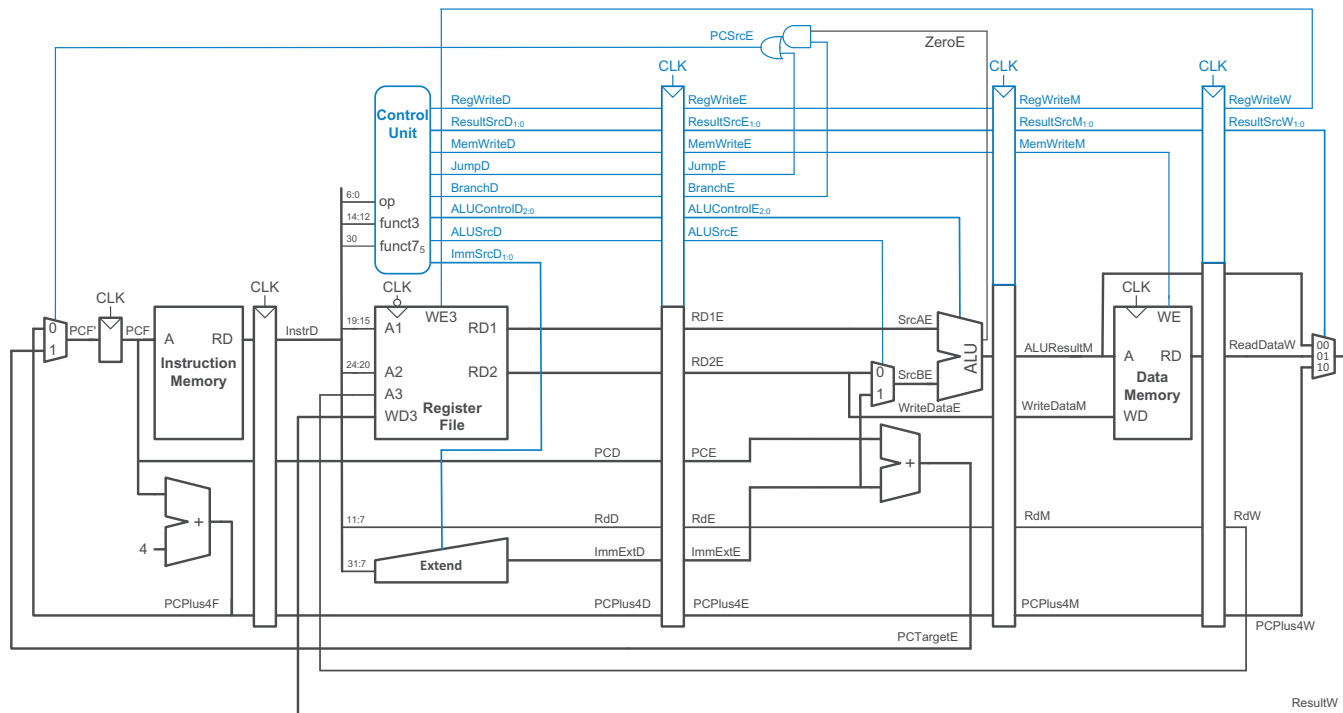 PCSrcE
ZeroE
CLK
CLK
CLK
Control
Unit
RegWriteD
RegWriteE
RegWriteM
RegWriteW
ResultSrcD1:0
ResultSrcE1:0
ResultSrcM1:0
ResultSrcW1:0
MemWriteD
MemWriteE
MemWriteM
JumpD
JumpE
6:0
op
BranchD
BranchE
14:12
funct3
ALUControlD2:0
ALUControlE2:0
30
funct75
ALUSrcD
ALUSrcE
ImmSrcD1:0
CLK
CLK
CLK
CLK
0
1
PCF'
PCF
A
RD
Instruction
Memory
InstrD
19:15
A1
WE3
RD1
RD1E
SrcAE
24:20
A2
RD2
RD2E
0
1
SrcBE
ALU
ALUResultM
WE
A
RD
Data
Memory
WD
ReadDataW
00
01
10
A3
WD3
Register
File
WriteDataE
WriteDataM
PCD
PCE
+
4
+
11:7
RdD
RdE
RdM
RdW
31:7
Extend
ImmExtD
ImmExtE
PCPlus4F
PCPlus4D
PCPlus4E
PCPlus4M
PCPlus4W
PCTargetE
ResultW